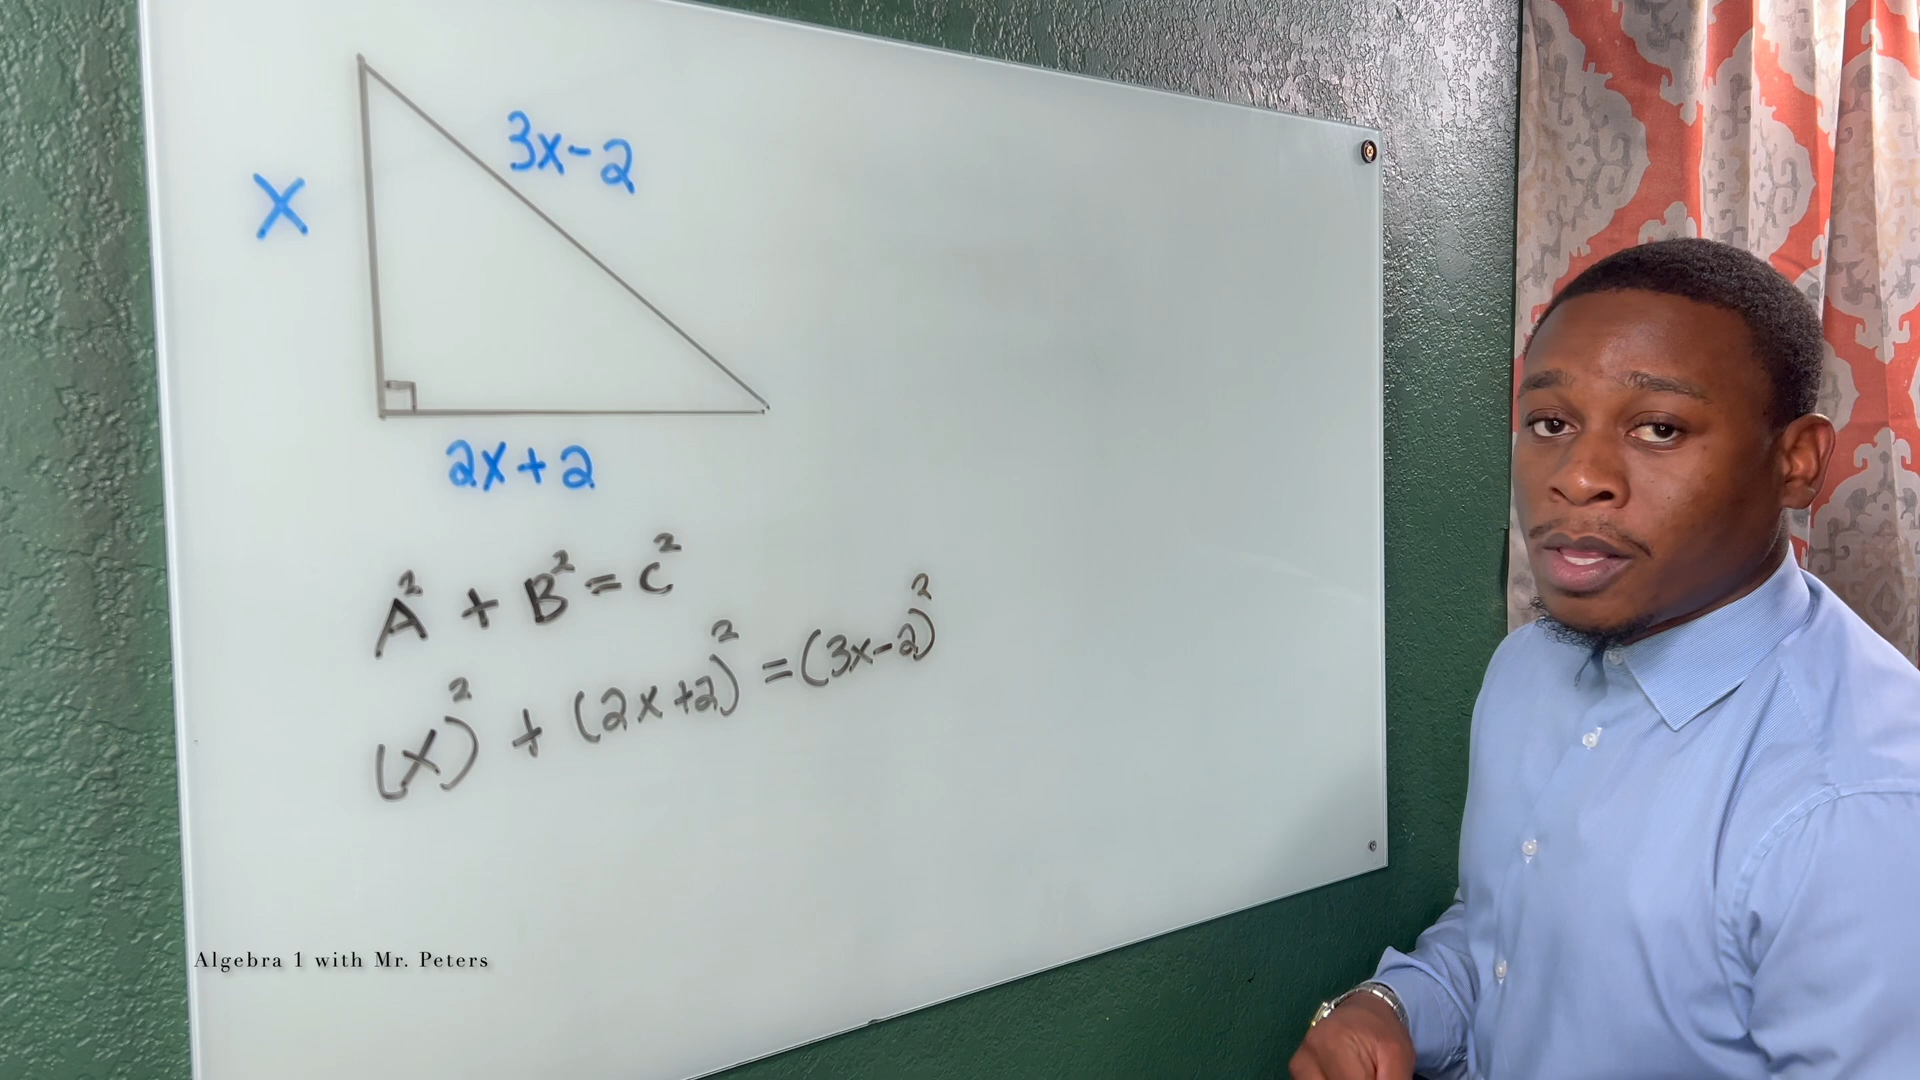 3x-2
x
2x+2
A² + B² = C²
(x)² + (2x+2)² = (3x-2)²
Algebra 1 with Mr. Peters